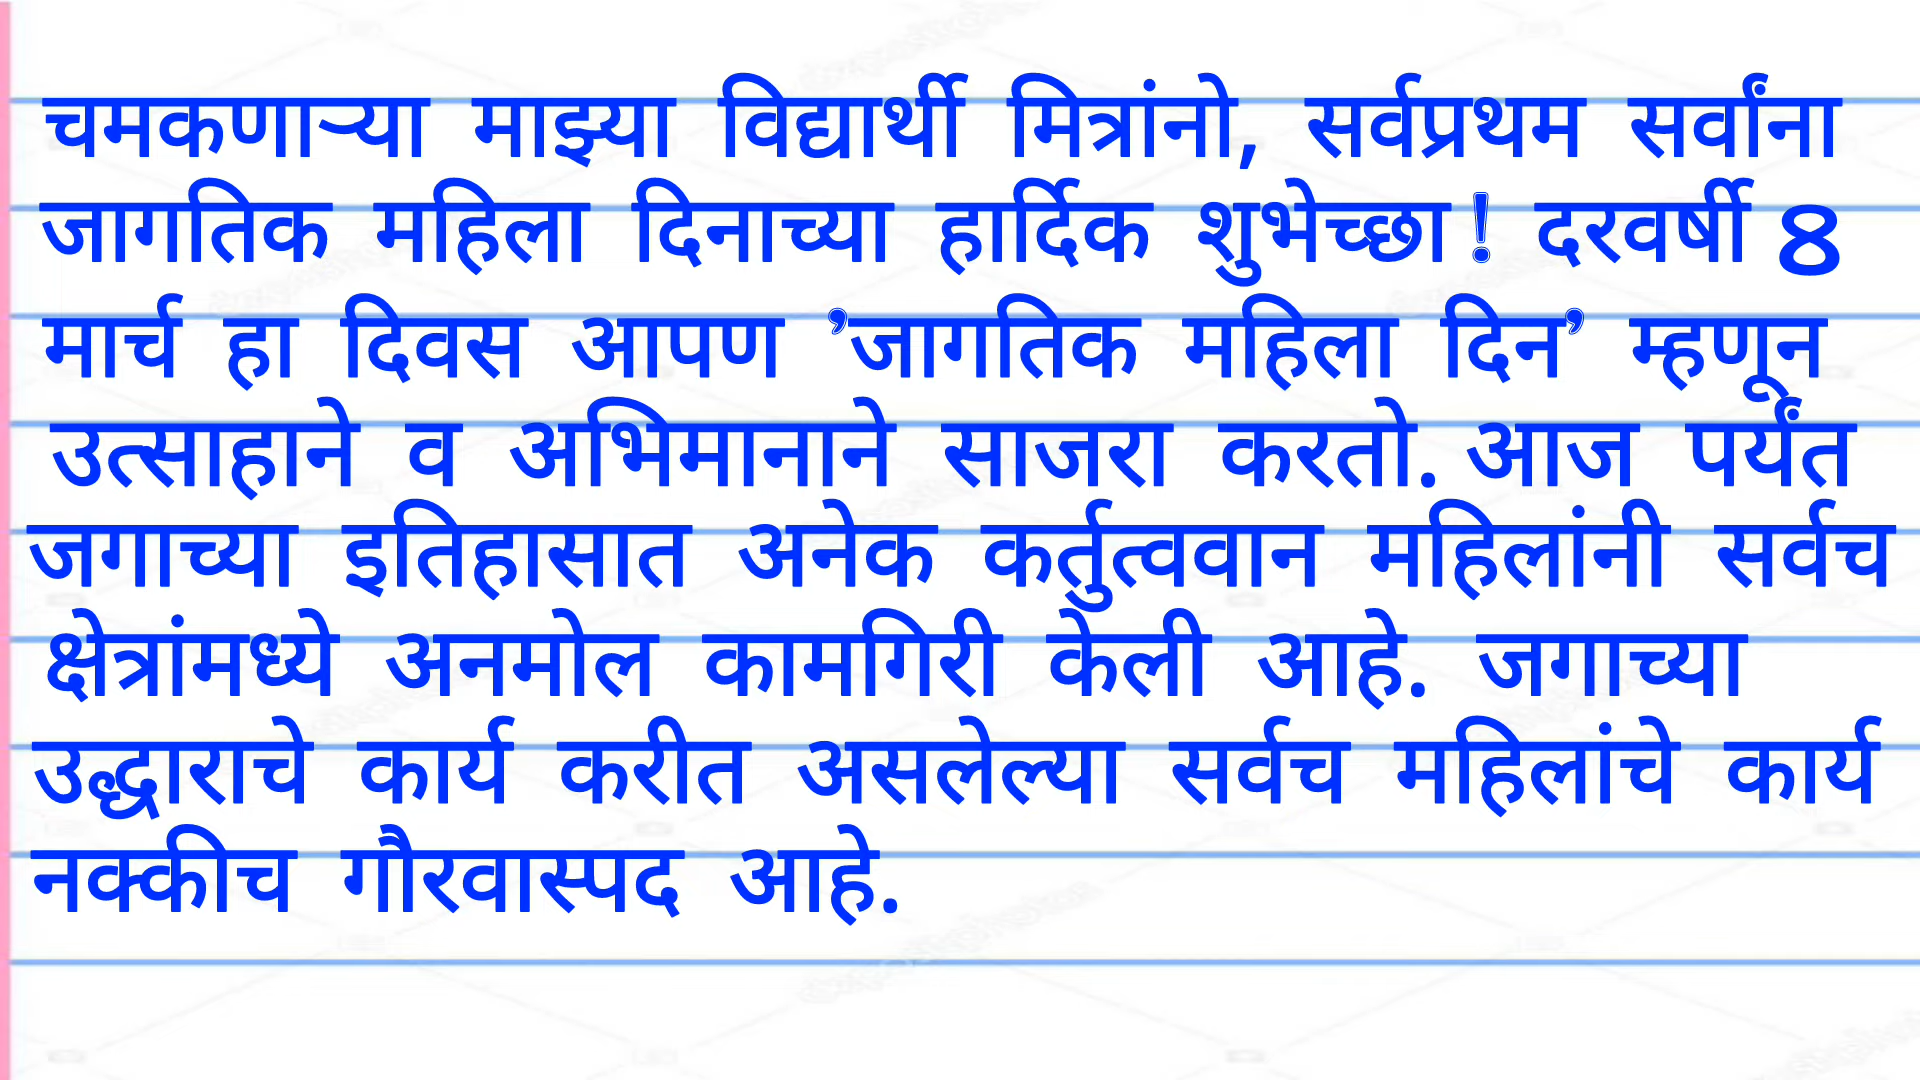 चमकणाऱ्या माझ्या विद्यार्थी मित्रांनो, सर्वप्रथम सर्वांना
जागतिक महिला दिनाच्या हार्दिक शुभेच्छा! दरवर्षी 8
मार्च हा दिवस आपण ’जागतिक महिला दिन’ म्हणून
उत्साहाने व अभिमानाने साजरा करतो. आज पर्यंत
जगाच्या इतिहासात अनेक कर्तुत्ववान महिलांनी सर्वच
क्षेत्रांमध्ये अनमोल कामगिरी केली आहे. जगाच्या
उद्धाराचे कार्य करीत असलेल्या सर्वच महिलांचे कार्य
नक्कीच गौरवास्पद आहे.